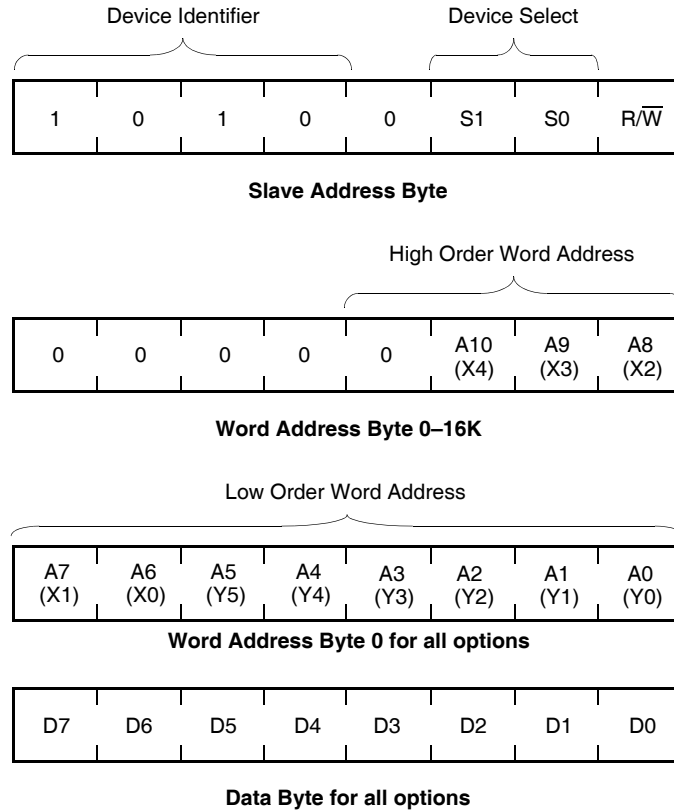 Device Identifier Device Select
1 0 1 0 0 S1 S0 R/W̅
Slave Address Byte
High Order Word Address
0 0 0 0 0 A10 A9 A8
(X4) (X3) (X2)
Word Address Byte 0–16K
Low Order Word Address
A7 A6 A5 A4 A3 A2 A1 A0
(X1) (X0) (Y5) (Y4) (Y3) (Y2) (Y1) (Y0)
Word Address Byte 0 for all options
D7 D6 D5 D4 D3 D2 D1 D0
Data Byte for all options